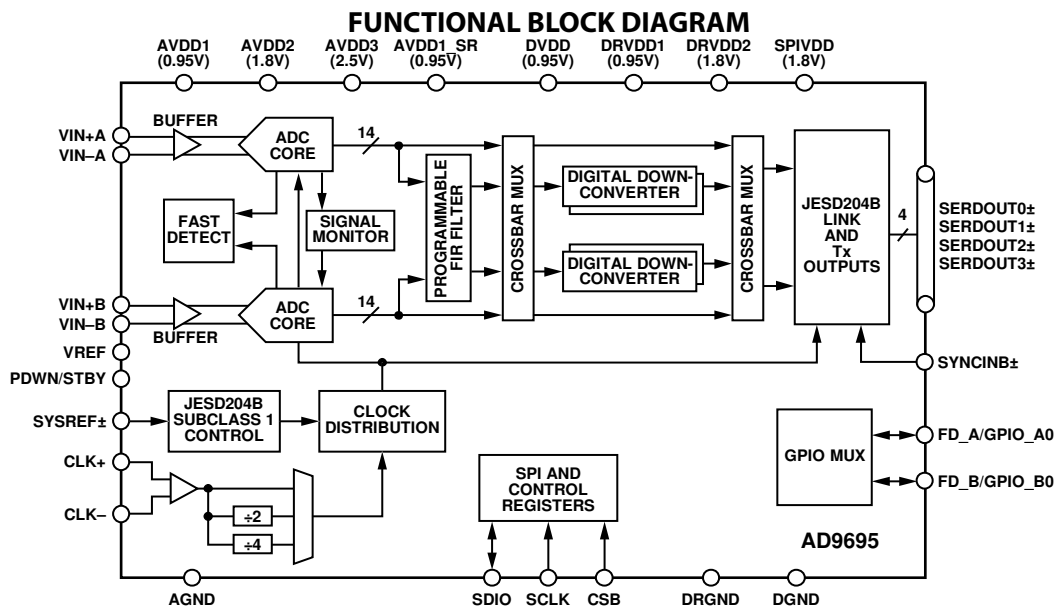 FUNCTIONAL BLOCK DIAGRAM
AVDD1
(0.95V)
AVDD2
(1.8V)
AVDD3
(2.5V)
AVDD1_SR
(0.95V)
DVDD
(0.95V)
DRVDD1
(0.95V)
DRVDD2
(1.8V)
SPIVDD
(1.8V)
VIN+A
VIN–A
BUFFER
ADC
CORE
14
FAST
DETECT
SIGNAL
MONITOR
PROGRAMMABLE
FIR FILTER
CROSSBAR MUX
DIGITAL DOWN-
CONVERTER
DIGITAL DOWN-
CONVERTER
CROSSBAR MUX
JESD204B
LINK
AND
Tx
OUTPUTS
4
SERDOUT0±
SERDOUT1±
SERDOUT2±
SERDOUT3±
VIN+B
VIN–B
BUFFER
ADC
CORE
14
VREF
PDWN/STBY
SYSREF±
JESD204B
SUBCLASS 1
CONTROL
CLOCK
DISTRIBUTION
SYNCINB±
CLK+
CLK–
÷2
÷4
SPI AND
CONTROL
REGISTERS
GPIO MUX
FD_A/GPIO_A0
FD_B/GPIO_B0
AD9695
AGND
SDIO
SCLK
CSB
DRGND
DGND